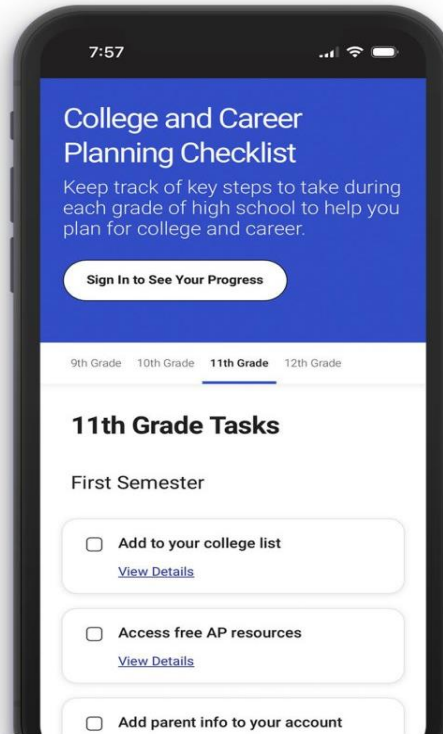 7:57
College and Career
Planning Checklist
Keep track of key steps to take during
each grade of high school to help you
plan for college and career.
Sign In to See Your Progress
9th Grade 10th Grade 11th Grade 12th Grade
11th Grade Tasks
First Semester
Add to your college list
View Details
Access free AP resources
View Details
Add parent info to your account